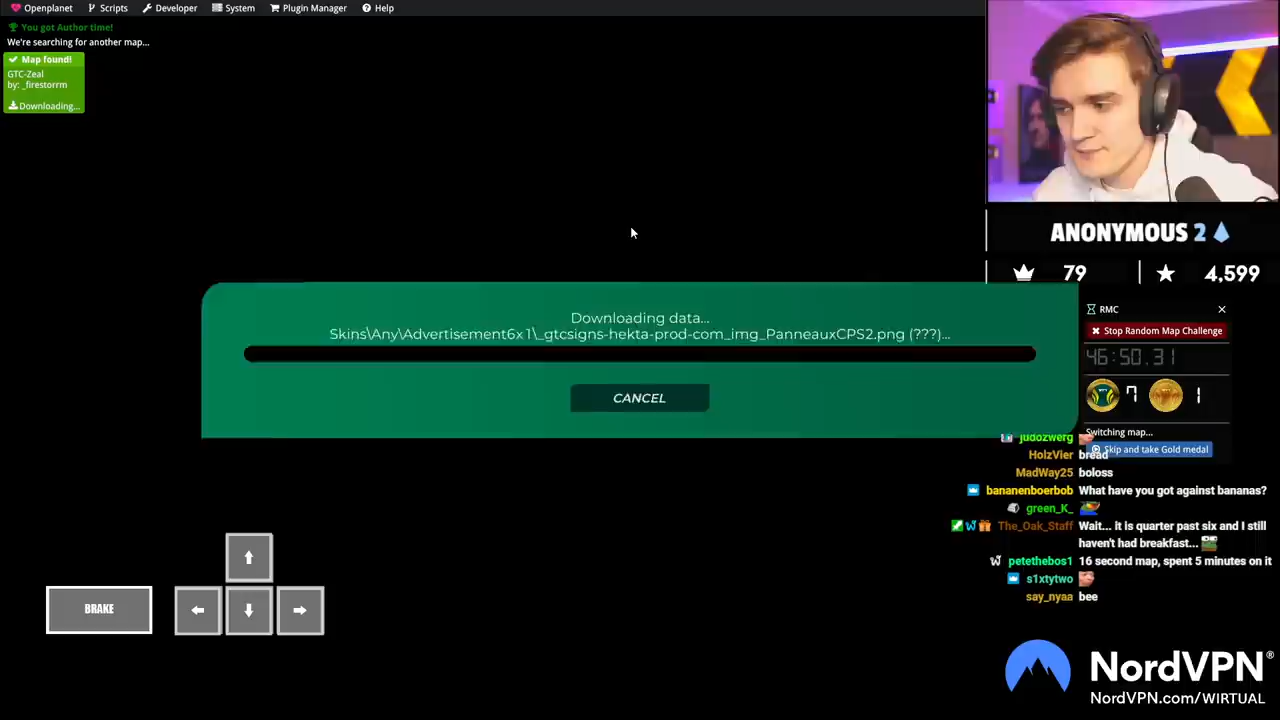 Openplanet Scripts Developer System Plugin Manager Help
You got Author time!
We're searching for another map...
Map found!
GTC-Zeal
by: _firestorrm
Downloading...
ANONYMOUS 2
79 4,599
RMC
Stop Random Map Challenge
46:50.31
7 1
Switching map...
Skip and take Gold medal
Downloading data...
Skins\Any\Advertisement6x1\_gtcsigns-hekta-prod-com_img_PanneauxCPS2.png (???)...
CANCEL
judozwerg
HolzVier bread
MadWay25 boloss
bananenboerbob What have you got against bananas?
green_K_
The_Oak_Staff Wait... it is quarter past six and I still
haven't had breakfast...
petethebos1 16 second map, spent 5 minutes on it
s1xtytwo
say_nyaa bee
BRAKE
NordVPN®
NordVPN.com/WIRTUAL